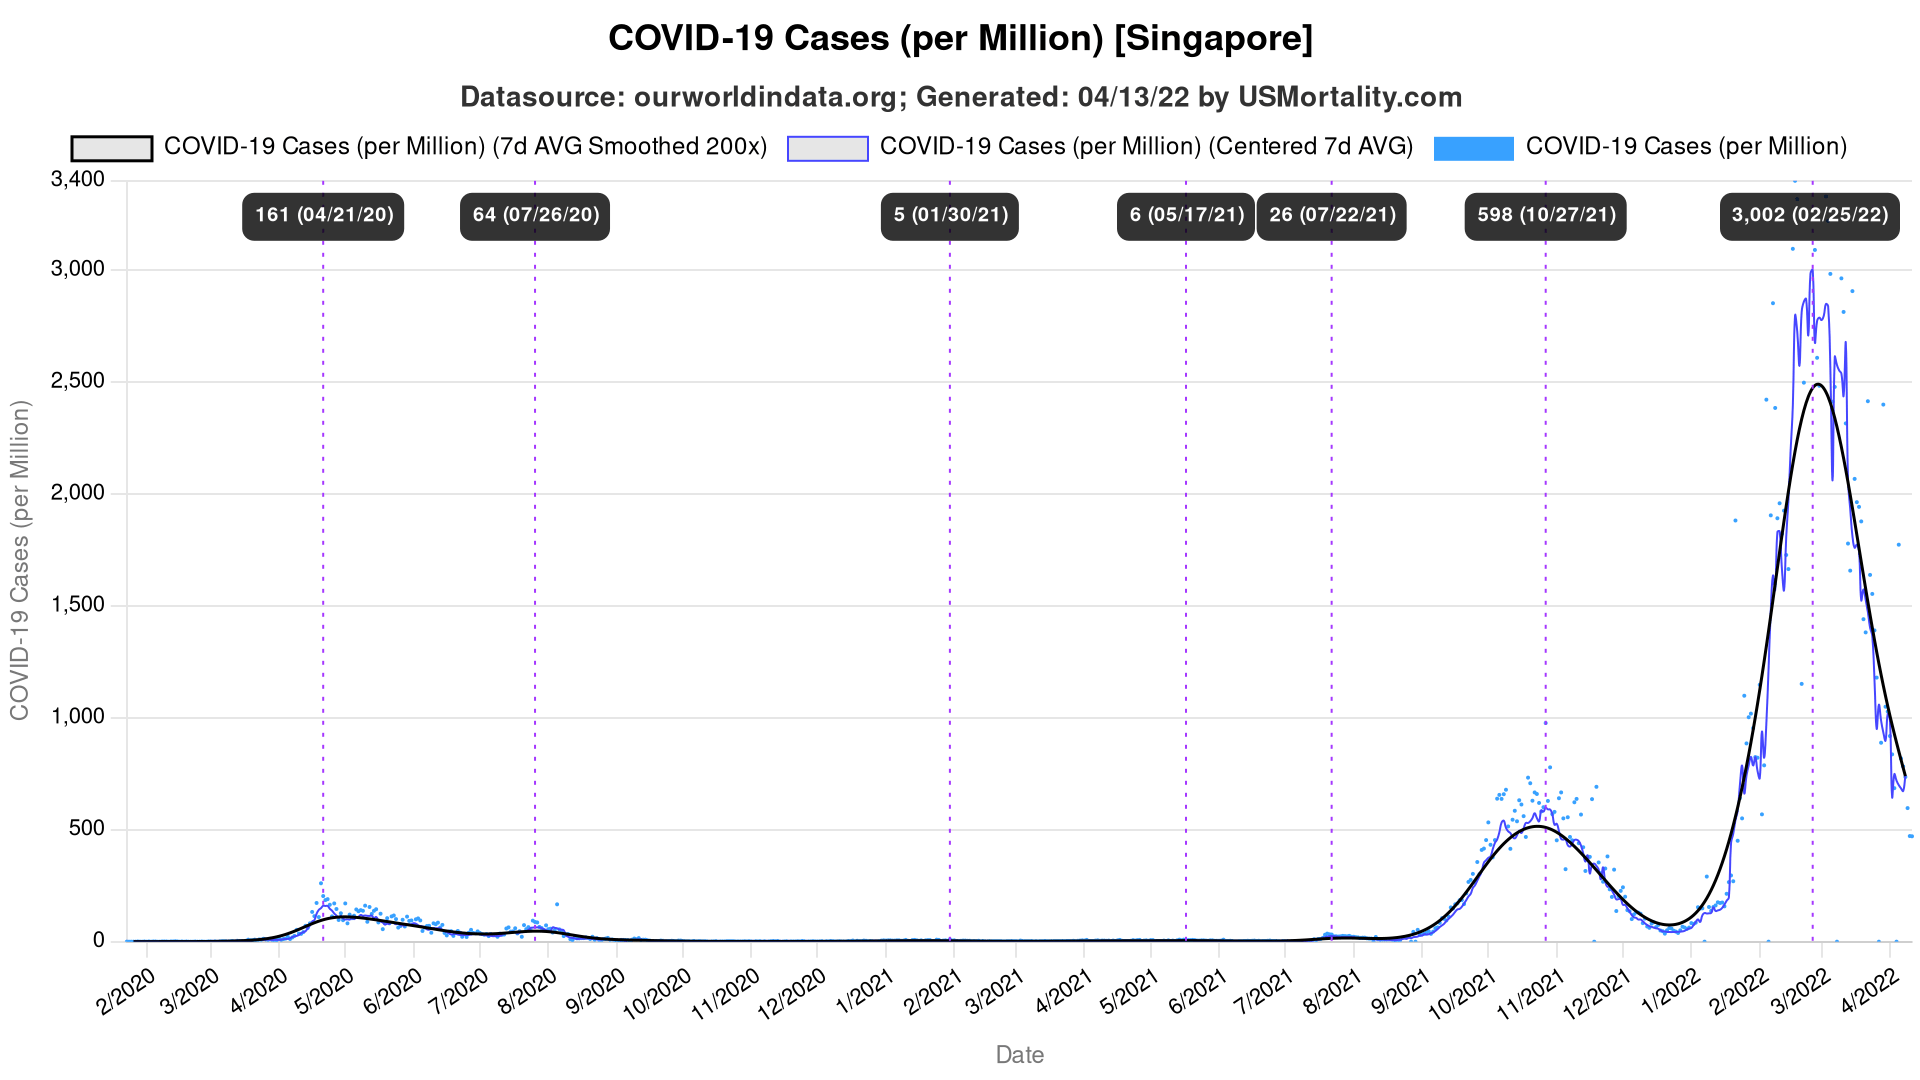 COVID-19 Cases (per Million) [Singapore]
Datasource: ourworldindata.org; Generated: 04/13/22 by USMortality.com
COVID-19 Cases (per Million) (7d AVG Smoothed 200x) COVID-19 Cases (per Million) (Centered 7d AVG) COVID-19 Cases (per Million)
161 (04/21/20) 64 (07/26/20) 5 (01/30/21) 6 (05/17/21) 26 (07/22/21) 598 (10/27/21) 3,002 (02/25/22)
COVID-19 Cases (per Million)
3,400
3,000
2,500
2,000
1,500
1,000
500
0
2/2020 3/2020 4/2020 5/2020 6/2020 7/2020 8/2020 9/2020 10/2020 11/2020 12/2020 1/2021 2/2021 3/2021 4/2021 5/2021 6/2021 7/2021 8/2021 9/2021 10/2021 11/2021 12/2021 1/2022 2/2022 3/2022 4/2022
Date